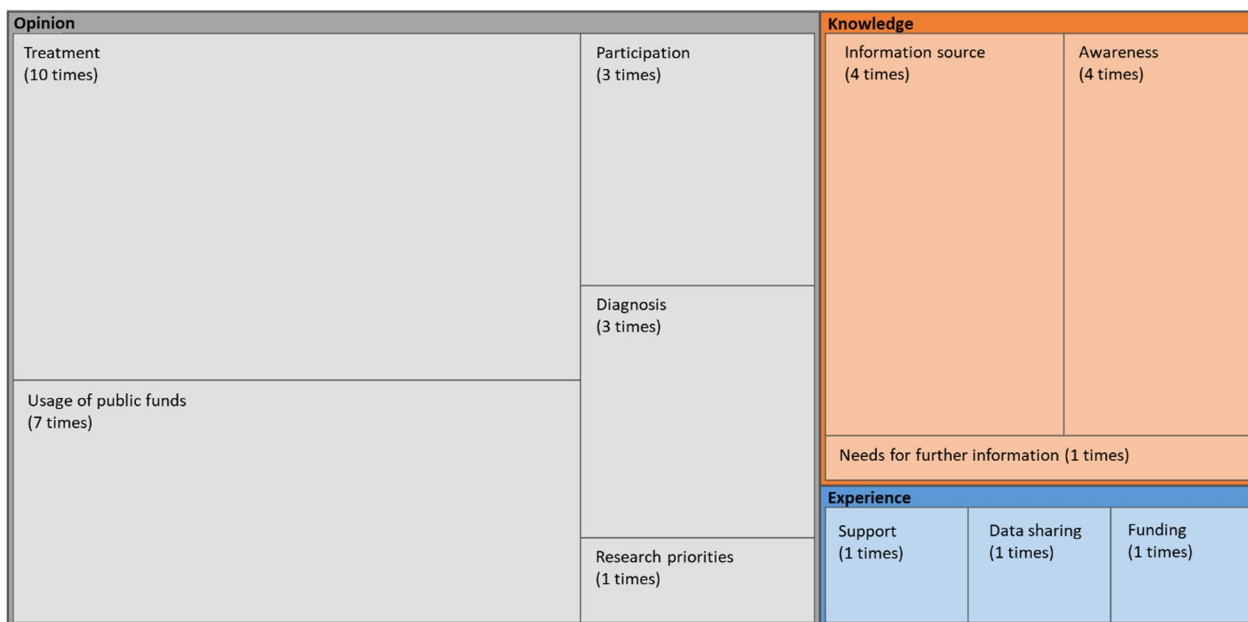 Opinion
Treatment
(10 times)
Participation
(3 times)
Diagnosis
(3 times)
Usage of public funds
(7 times)
Research priorities
(1 times)
Knowledge
Information source
(4 times)
Awareness
(4 times)
Needs for further information (1 times)
Experience
Support
(1 times)
Data sharing
(1 times)
Funding
(1 times)